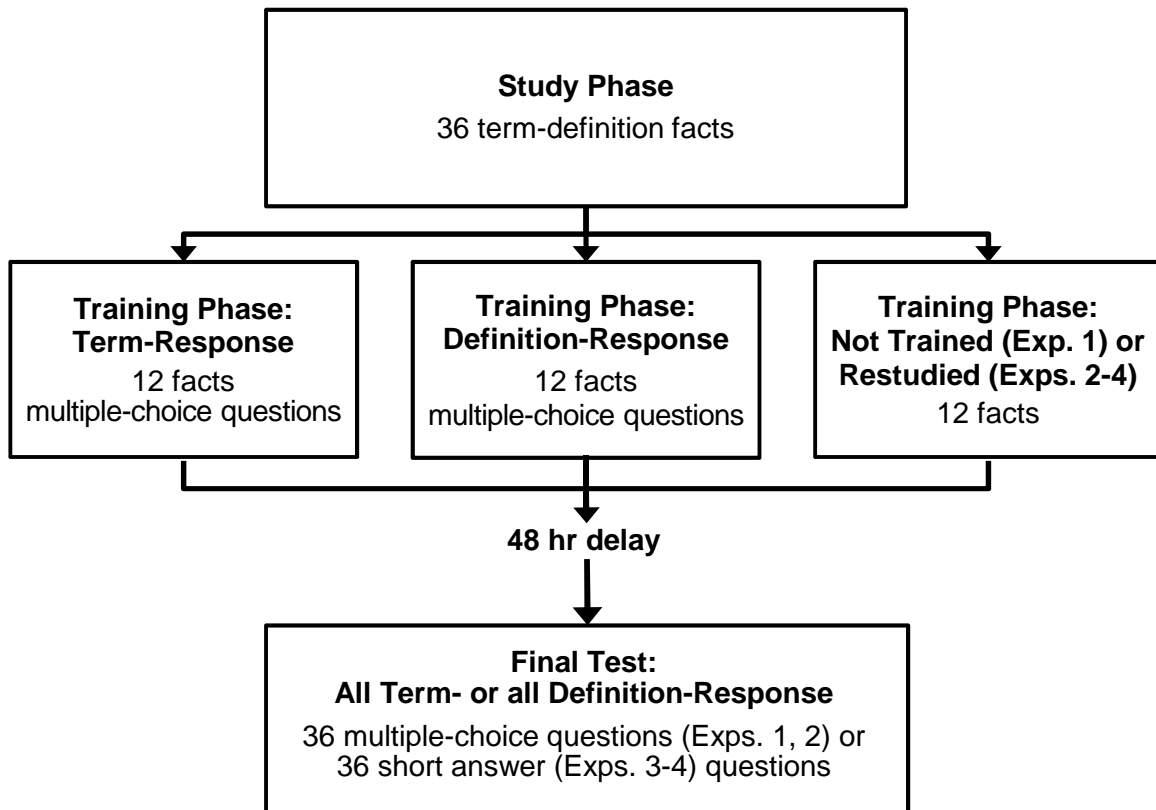 Study Phase
36 term-definition facts
Training Phase:
Term-Response
12 facts
multiple-choice questions
Training Phase:
Definition-Response
12 facts
multiple-choice questions
Training Phase:
Not Trained (Exp. 1) or
Restudied (Exps. 2-4)
12 facts
48 hr delay
Final Test:
All Term- or all Definition-Response
36 multiple-choice questions (Exps. 1, 2) or
36 short answer (Exps. 3-4) questions